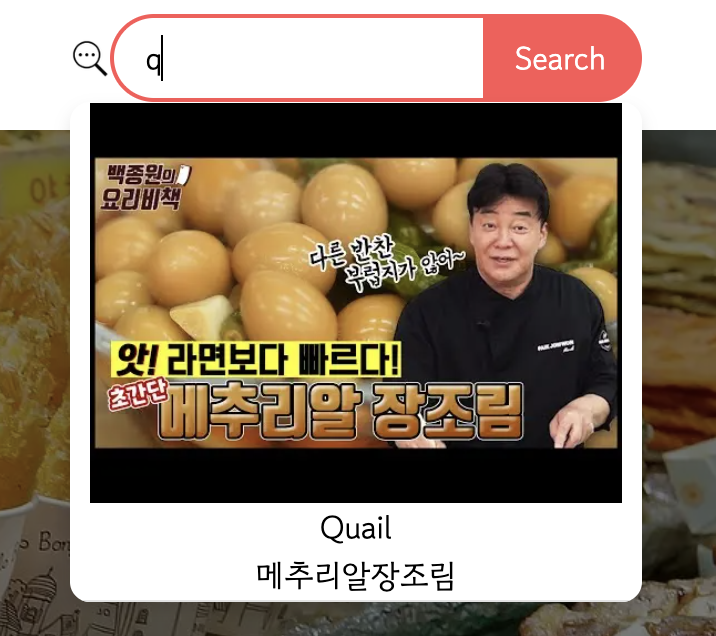 q
Search
백종원의
요리비책
다른 반찬
부럽지가 않어~
앗! 라면보다 빠르다!
초간단
메추리알 장조림
Quail
메추리알장조림